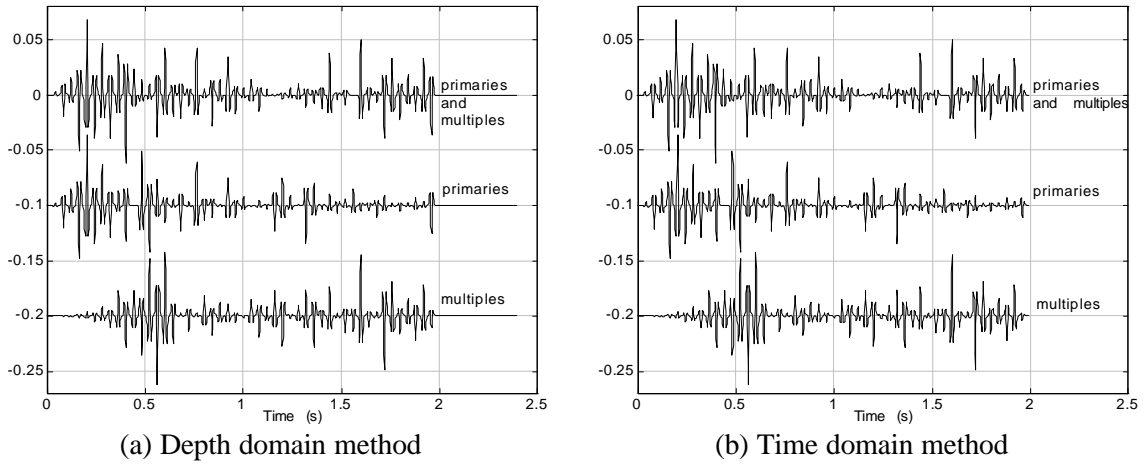 0.05
0
-0.05
-0.1
-0.15
-0.2
-0.25
primaries
and
multiples
primaries
multiples
0 0.5 1 1.5 2 2.5
Time (s)
(a) Depth domain method
0.05
0
-0.05
-0.1
-0.15
-0.2
-0.25
primaries
and multiples
primaries
multiples
0 0.5 1 1.5 2 2.5
Time (s)
(b) Time domain method